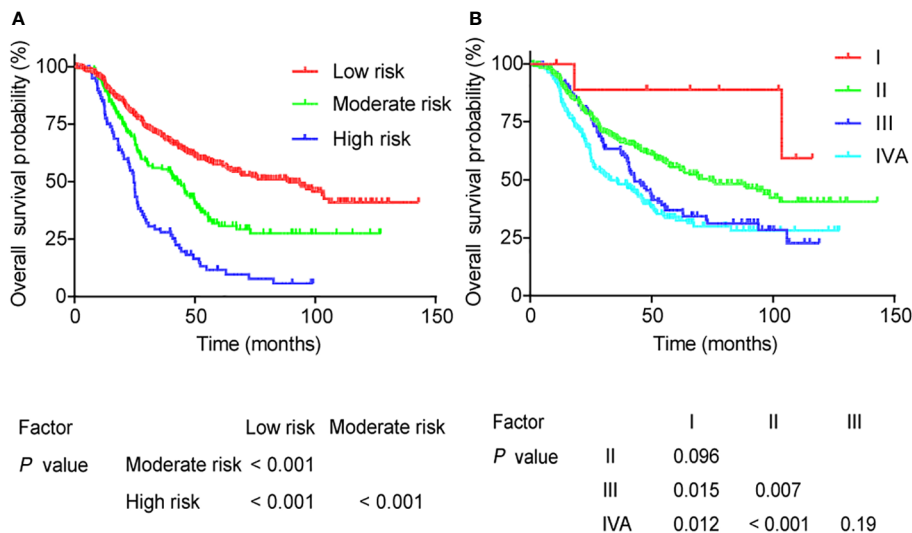 A
Overall survival probability (%)
100
75
50
25
0
0 50 100 150
Time (months)
Low risk
Moderate risk
High risk
Factor
Low risk Moderate risk
P value Moderate risk < 0.001
High risk < 0.001 < 0.001
B
Overall survival probability (%)
100
75
50
25
0
0 50 100 150
Time (months)
I
II
III
IVA
Factor I II III
P value II 0.096
III 0.015 0.007
IVA 0.012 < 0.001 0.19